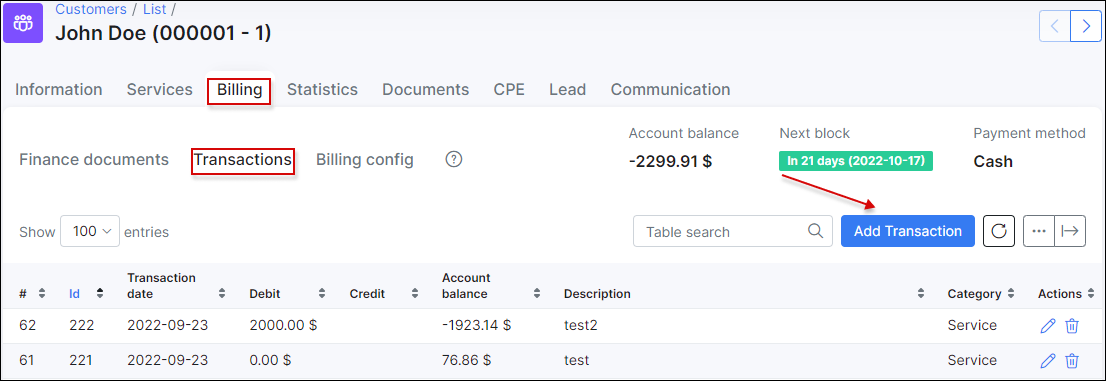 Customers / List /
John Doe (000001 - 1)
Information Services Billing Statistics Documents CPE Lead Communication
Finance documents Transactions Billing config ?
Account balance Next block Payment method
-2299.91 $ In 21 days (2022-10-17) Cash
Show 100 entries Table search Add Transaction
# Id Transaction date Debit Credit Account balance Description Category Actions
62 222 2022-09-23 2000.00 $ -1923.14 $ test2 Service
61 221 2022-09-23 0.00 $ 76.86 $ test Service